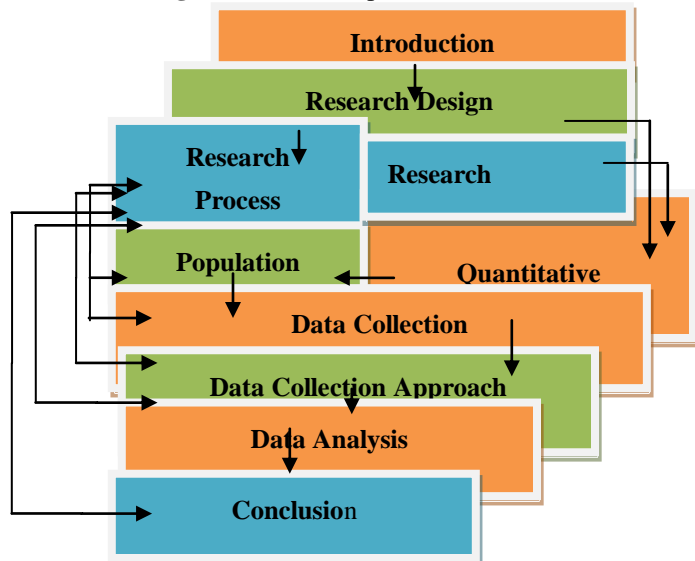 Introduction
Research Design
Research
Process
Research
Population
Quantitative
Data Collection
Data Collection Approach
Data Analysis
Conclusion